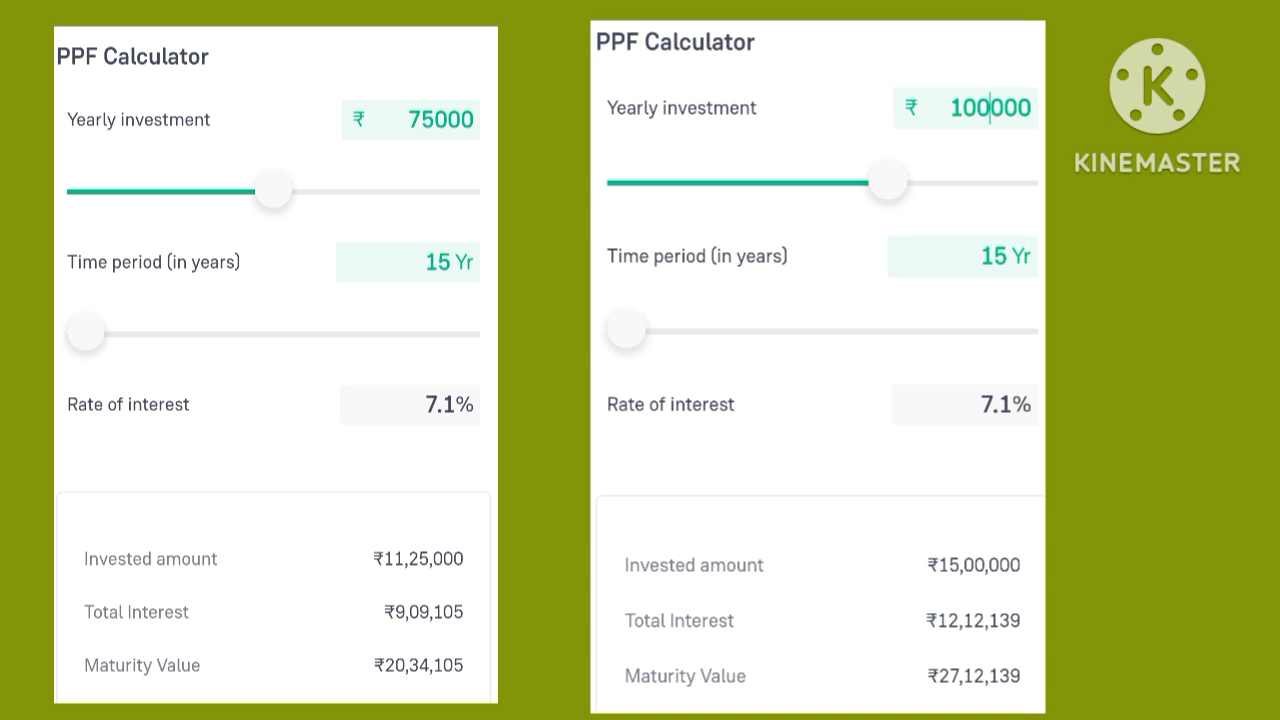 PPF Calculator
Yearly investment ₹ 75000
Time period (in years) 15 Yr
Rate of interest 7.1%
Invested amount ₹11,25,000
Total Interest ₹9,09,105
Maturity Value ₹20,34,105
PPF Calculator
Yearly investment ₹ 100000
Time period (in years) 15 Yr
Rate of interest 7.1%
Invested amount ₹15,00,000
Total Interest ₹12,12,139
Maturity Value ₹27,12,139
K
KINEMASTER